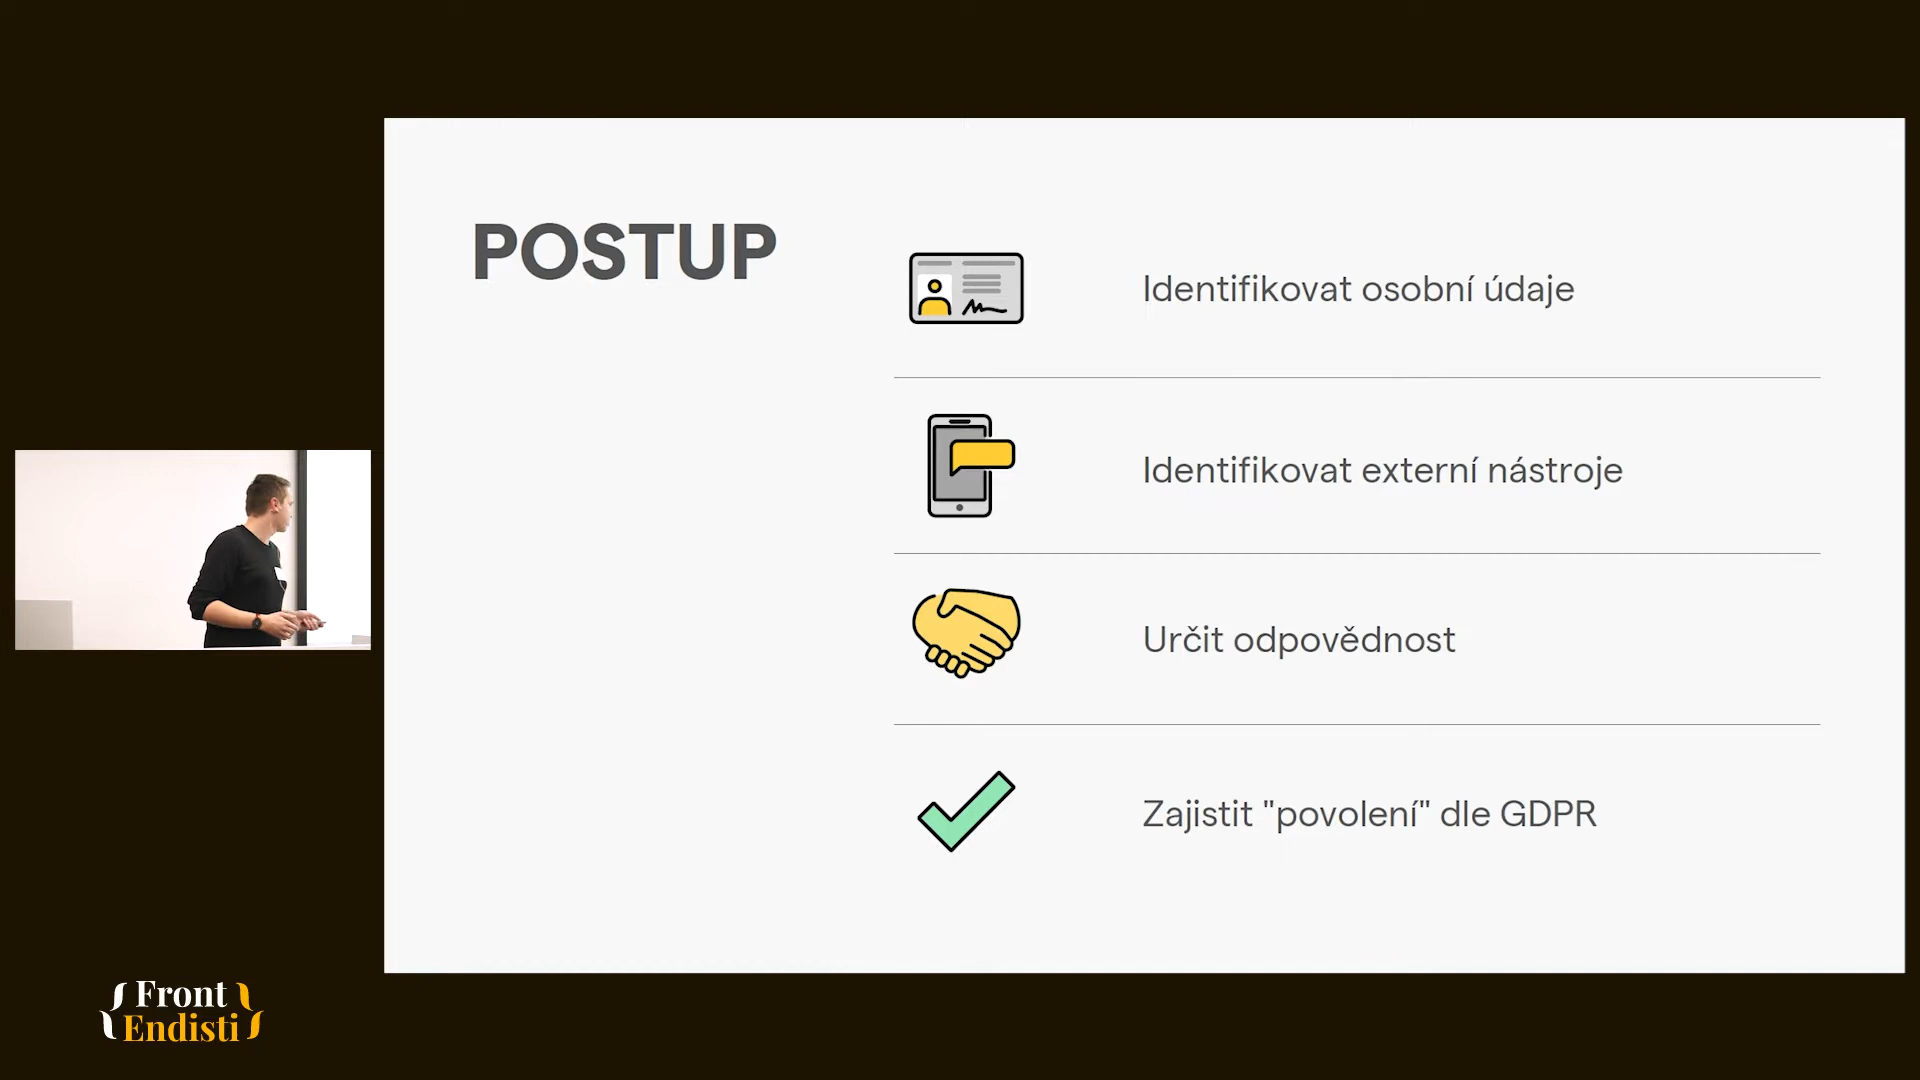 POSTUP
Identifikovat osobní údaje
Identifikovat externí nástroje
Určit odpovědnost
Zajistit "povolení" dle GDPR
Front
Endisti